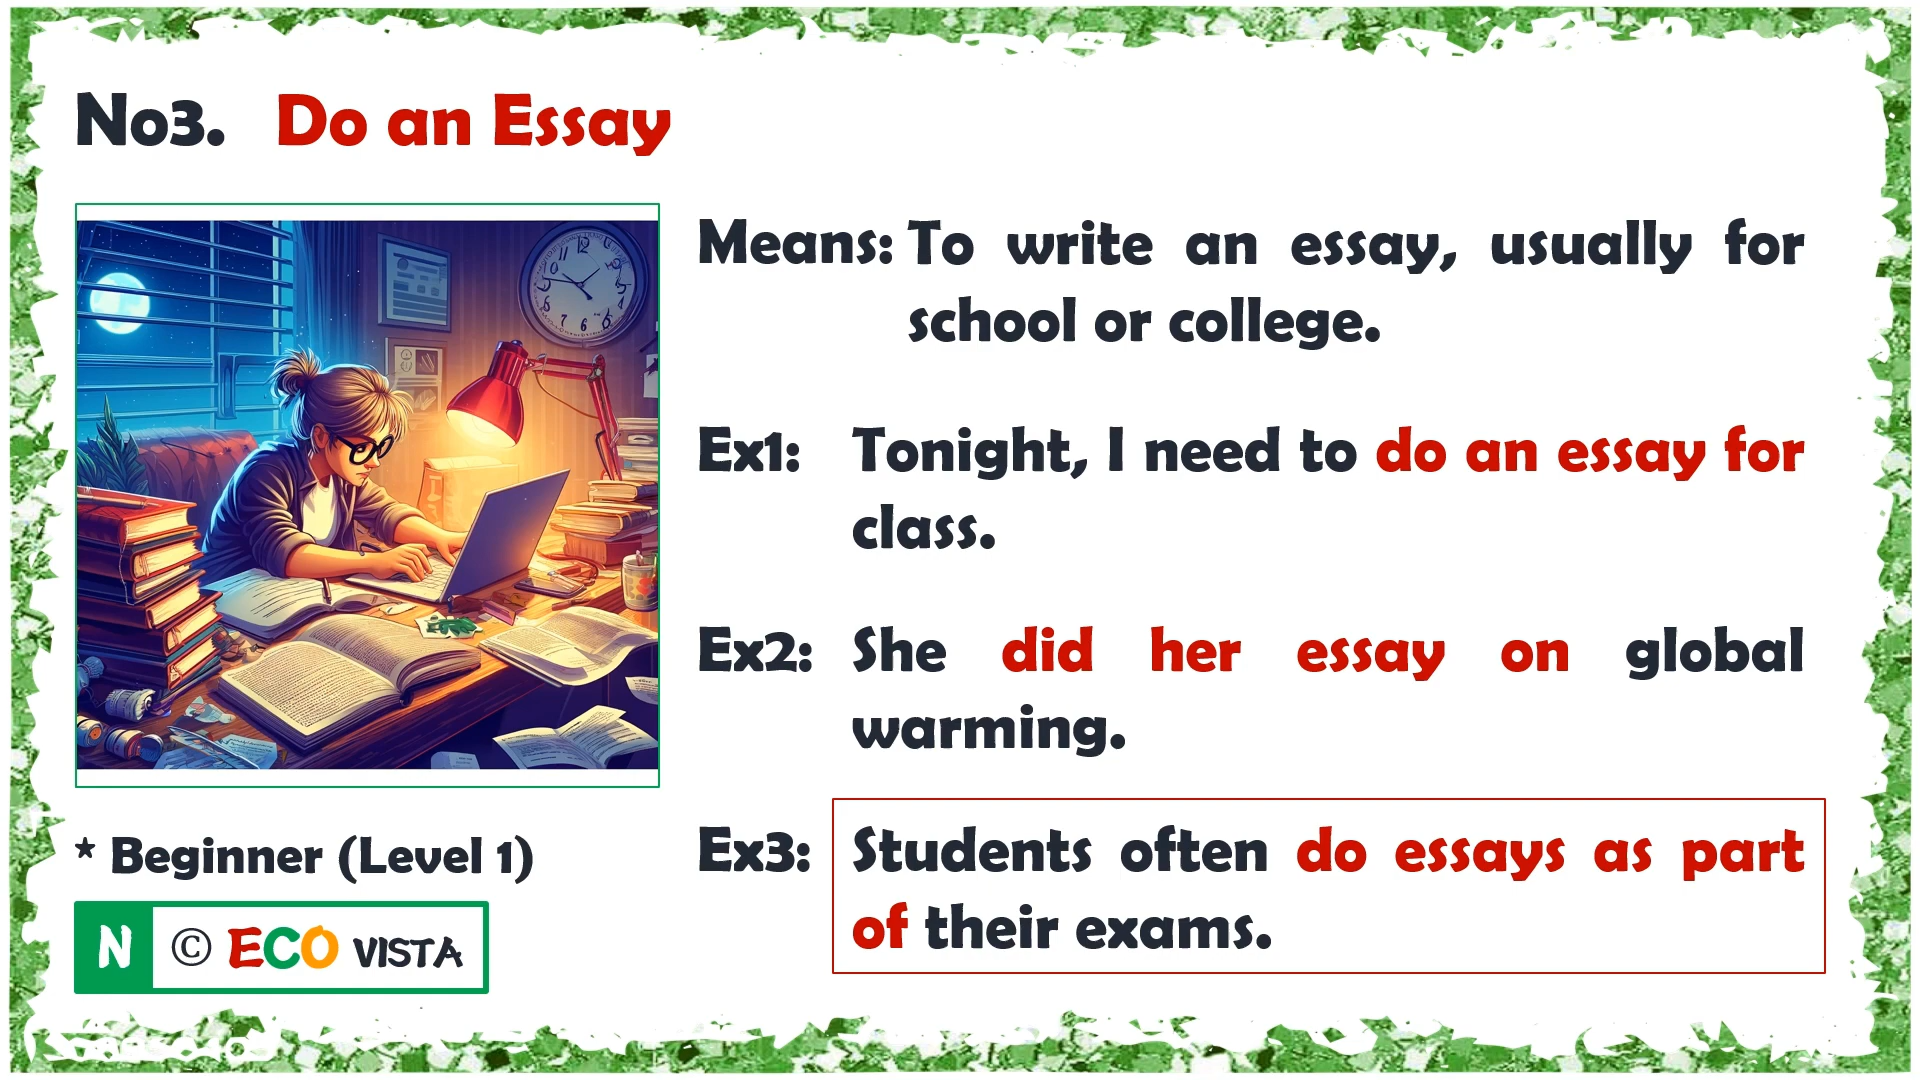 No3. Do an Essay
Means: To write an essay, usually for
school or college.
Ex1: Tonight, I need to do an essay for
class.
Ex2: She did her essay on global
warming.
Ex3: Students often do essays as part
of their exams.
* Beginner (Level 1)
N © ECO VISTA